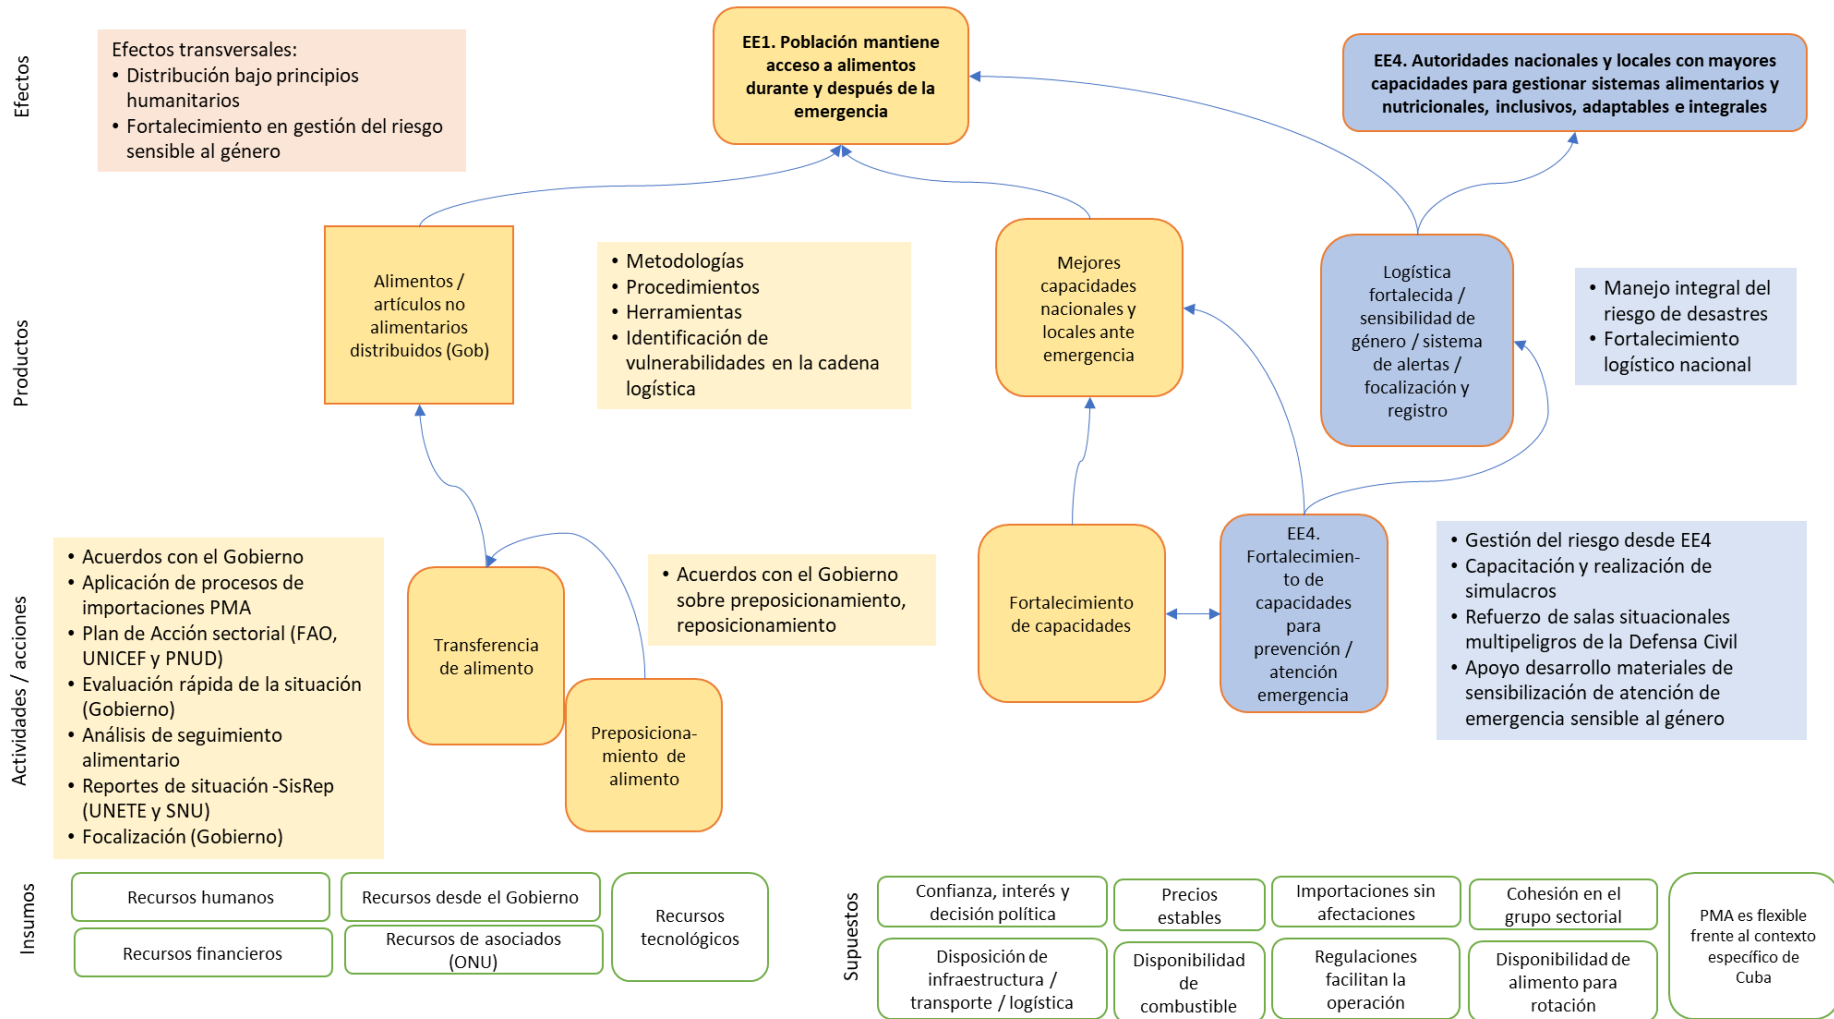 Efectos
Efectos transversales:
• Distribución bajo principios
humanitarios
• Fortalecimiento en gestión del riesgo
sensible al género
EE1. Población mantiene
acceso a alimentos
durante y después de la
emergencia
EE4. Autoridades nacionales y locales con mayores
capacidades para gestionar sistemas alimentarios y
nutricionales, inclusivos, adaptables e integrales
Productos
Alimentos /
artículos no
alimentarios
distribuidos (Gob)
• Metodologías
• Procedimientos
• Herramientas
• Identificación de
vulnerabilidades en la cadena
logística
Mejores
capacidades
nacionales y
locales ante
emergencia
Logística
fortalecida /
sensibilidad de
género / sistema
de alertas /
focalización y
registro
• Manejo integral del
riesgo de desastres
• Fortalecimiento
logístico nacional
Actividades / acciones
• Acuerdos con el Gobierno
• Aplicación de procesos de
importaciones PMA
• Plan de Acción sectorial (FAO,
UNICEF y PNUD)
• Evaluación rápida de la situación
(Gobierno)
• Análisis de seguimiento
alimentario
• Reportes de situación -SisRep
(UNETE y SNU)
• Focalización (Gobierno)
Transferencia
de alimento
Preposiciona-
miento de
alimento
• Acuerdos con el Gobierno
sobre preposicionamiento,
reposicionamiento
Fortalecimiento
de capacidades
EE4.
Fortalecimien-
to de
capacidades
para
prevención /
atención
emergencia
• Gestión del riesgo desde EE4
• Capacitación y realización de
simulacros
• Refuerzo de salas situacionales
multipeligros de la Defensa Civil
• Apoyo desarrollo materiales de
sensibilización de atención de
emergencia sensible al género
Insumos
Recursos humanos
Recursos desde el Gobierno
Recursos
tecnológicos
Recursos financieros
Recursos de asociados
(ONU)
Supuestos
Confianza, interés y
decisión política
Precios
estables
Importaciones sin
afectaciones
Cohesión en el
grupo sectorial
PMA es flexible
frente al contexto
específico de
Cuba
Disposición de
infraestructura /
transporte / logística
Disponibilidad
de
combustible
Regulaciones
facilitan la
operación
Disponibilidad de
alimento para
rotación